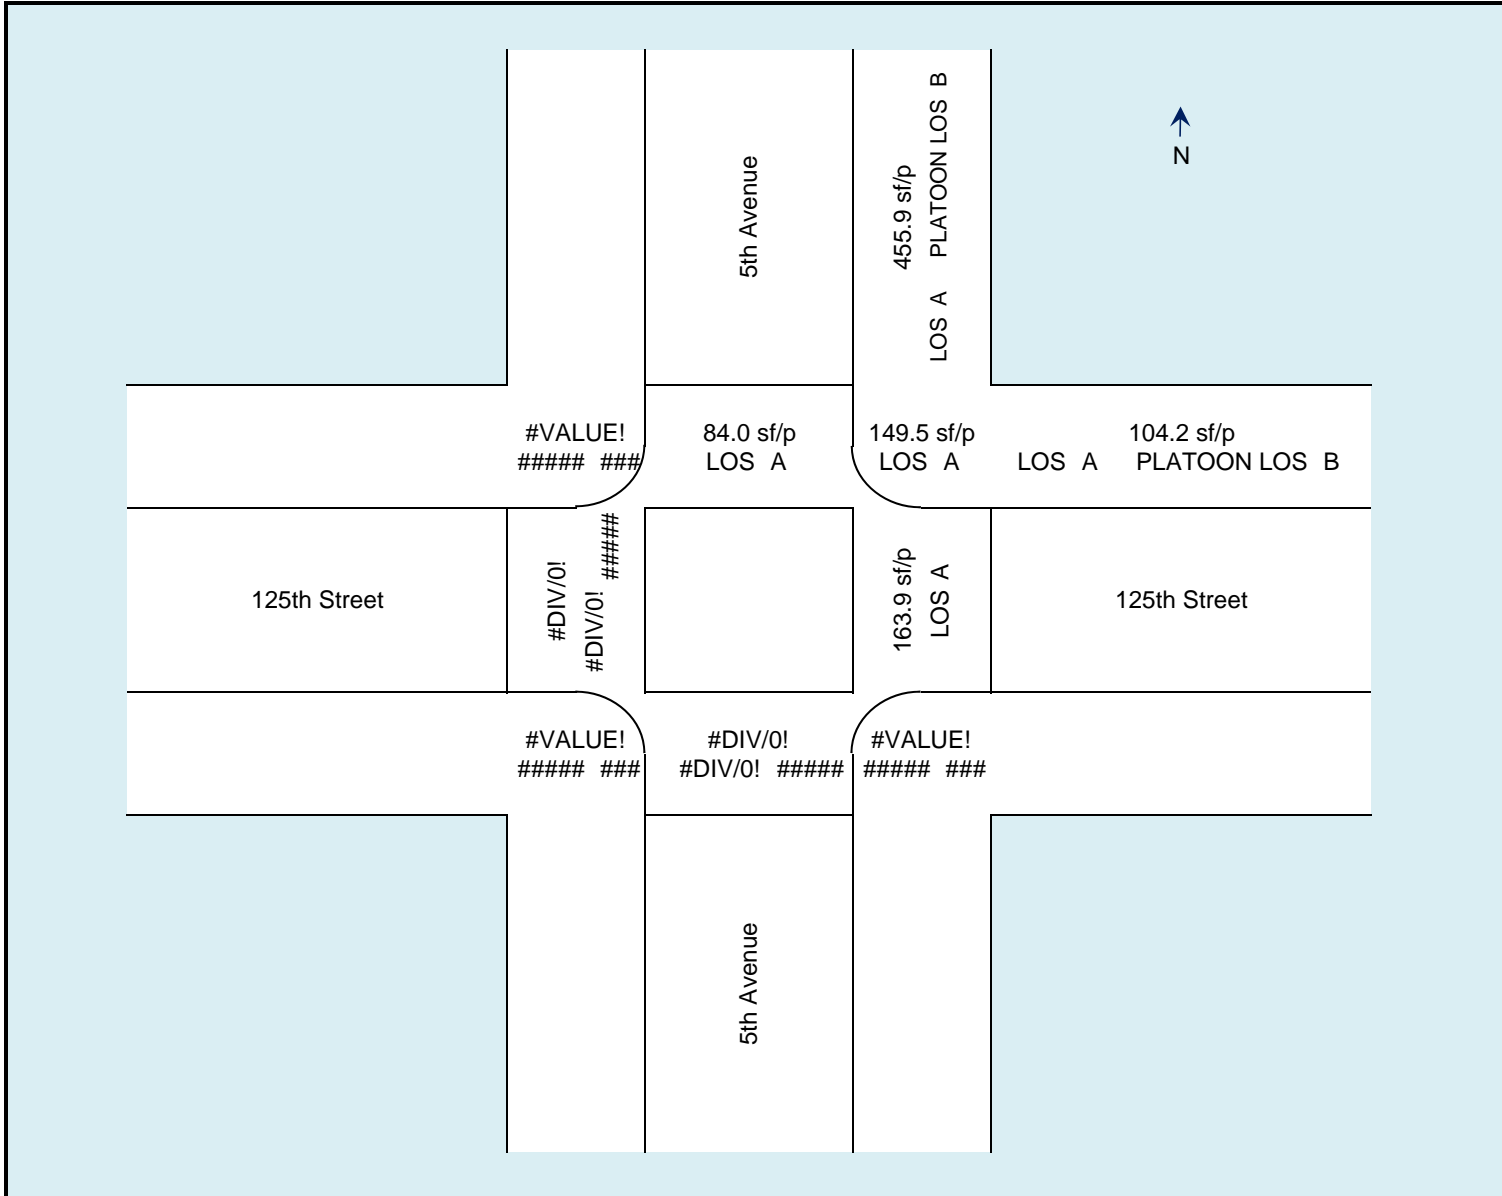 N
5th Avenue
455.9 sf/p
LOS A PLATOON LOS B
#VALUE!
##### ###
84.0 sf/p
LOS A
149.5 sf/p
LOS A
104.2 sf/p
LOS A PLATOON LOS B
125th Street
#DIV/0!
#DIV/0! #####
163.9 sf/p
LOS A
125th Street
#VALUE!
##### ###
#DIV/0!
#DIV/0! #####
#VALUE!
##### ###
5th Avenue